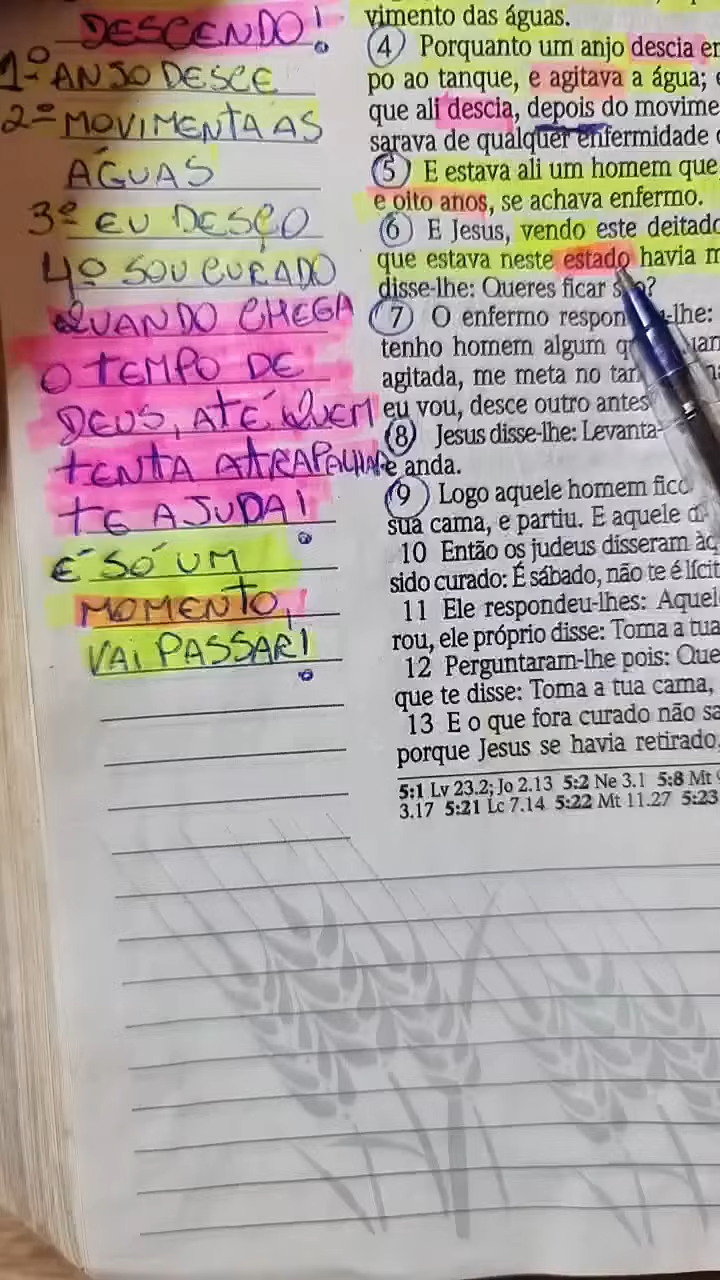 DESCENDO!
1º ANJO DESCE
2º MOVIMENTA AS
ÁGUAS
3º EU DESÇO
4º SOU CURADO
QUANDO CHEGA
O TEMPO DE
DEUS, ATÉ QUEM
TENTA ATRAPALHAR
TE AJUDA!
É SÓ UM
MOMENTO,
VAI PASSAR!
vimento das águas.
4 Porquanto um anjo descia em
po ao tanque, e agitava a água;
que ali descia, depois do movime
sarava de qualquer enfermidade
5 E estava ali um homem que
e oito anos, se achava enfermo.
6 E Jesus, vendo este deitado
que estava neste estado havia m
disse-lhe: Queres ficar são?
7 O enfermo respon -lhe:
tenho homem algum
agitada, me meta no tan
eu vou, desce outro antes
8 Jesus disse-lhe: Levanta-
e anda.
9 Logo aquele homem fico
sua cama, e partiu. E aquele d
10 Então os judeus disseram àq
sido curado: É sábado, não te é lícit
11 Ele respondeu-lhes: Aquel
rou, ele próprio disse: Toma a tua
12 Perguntaram-lhe pois: Que
que te disse: Toma a tua cama,
13 E o que fora curado não sa
porque Jesus se havia retirado,
5:1 Lv 23.2; Jo 2.13 5:2 Ne 3.1 5:8 Mt
3.17 5:21 Lc 7.14 5:22 Mt 11.27 5:23